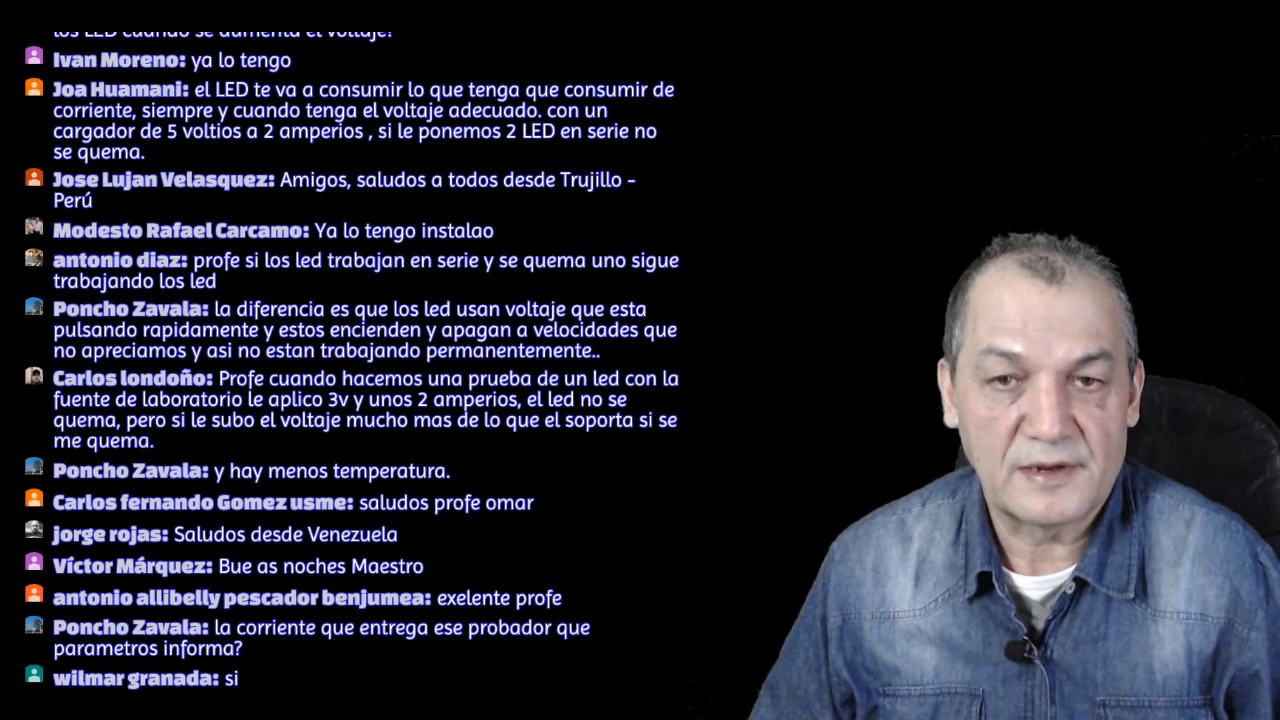 los LED cuando se aumenta el voltaje?
Ivan Moreno: ya lo tengo
Joa Huamani: el LED te va a consumir lo que tenga que consumir de
corriente, siempre y cuando tenga el voltaje adecuado. con un
cargador de 5 voltios a 2 amperios , si le ponemos 2 LED en serie no
se quema.
Jose Lujan Velasquez: Amigos, saludos a todos desde Trujillo -
Perú
Modesto Rafael Carcamo: Ya lo tengo instalao
antonio diaz: profe si los led trabajan en serie y se quema uno sigue
trabajando los led
Poncho Zavala: la diferencia es que los led usan voltaje que esta
pulsando rapidamente y estos encienden y apagan a velocidades que
no apreciamos y asi no estan trabajando permanentemente..
Carlos londoño: Profe cuando hacemos una prueba de un led con la
fuente de laboratorio le aplico 3v y unos 2 amperios, el led no se
quema, pero si le subo el voltaje mucho mas de lo que el soporta si se
me quema.
Poncho Zavala: y hay menos temperatura.
Carlos fernando Gomez usme: saludos profe omar
jorge rojas: Saludos desde Venezuela
Víctor Márquez: Bue as noches Maestro
antonio allibelly pescador benjumea: exelente profe
Poncho Zavala: la corriente que entrega ese probador que
parametros informa?
wilmar granada: si